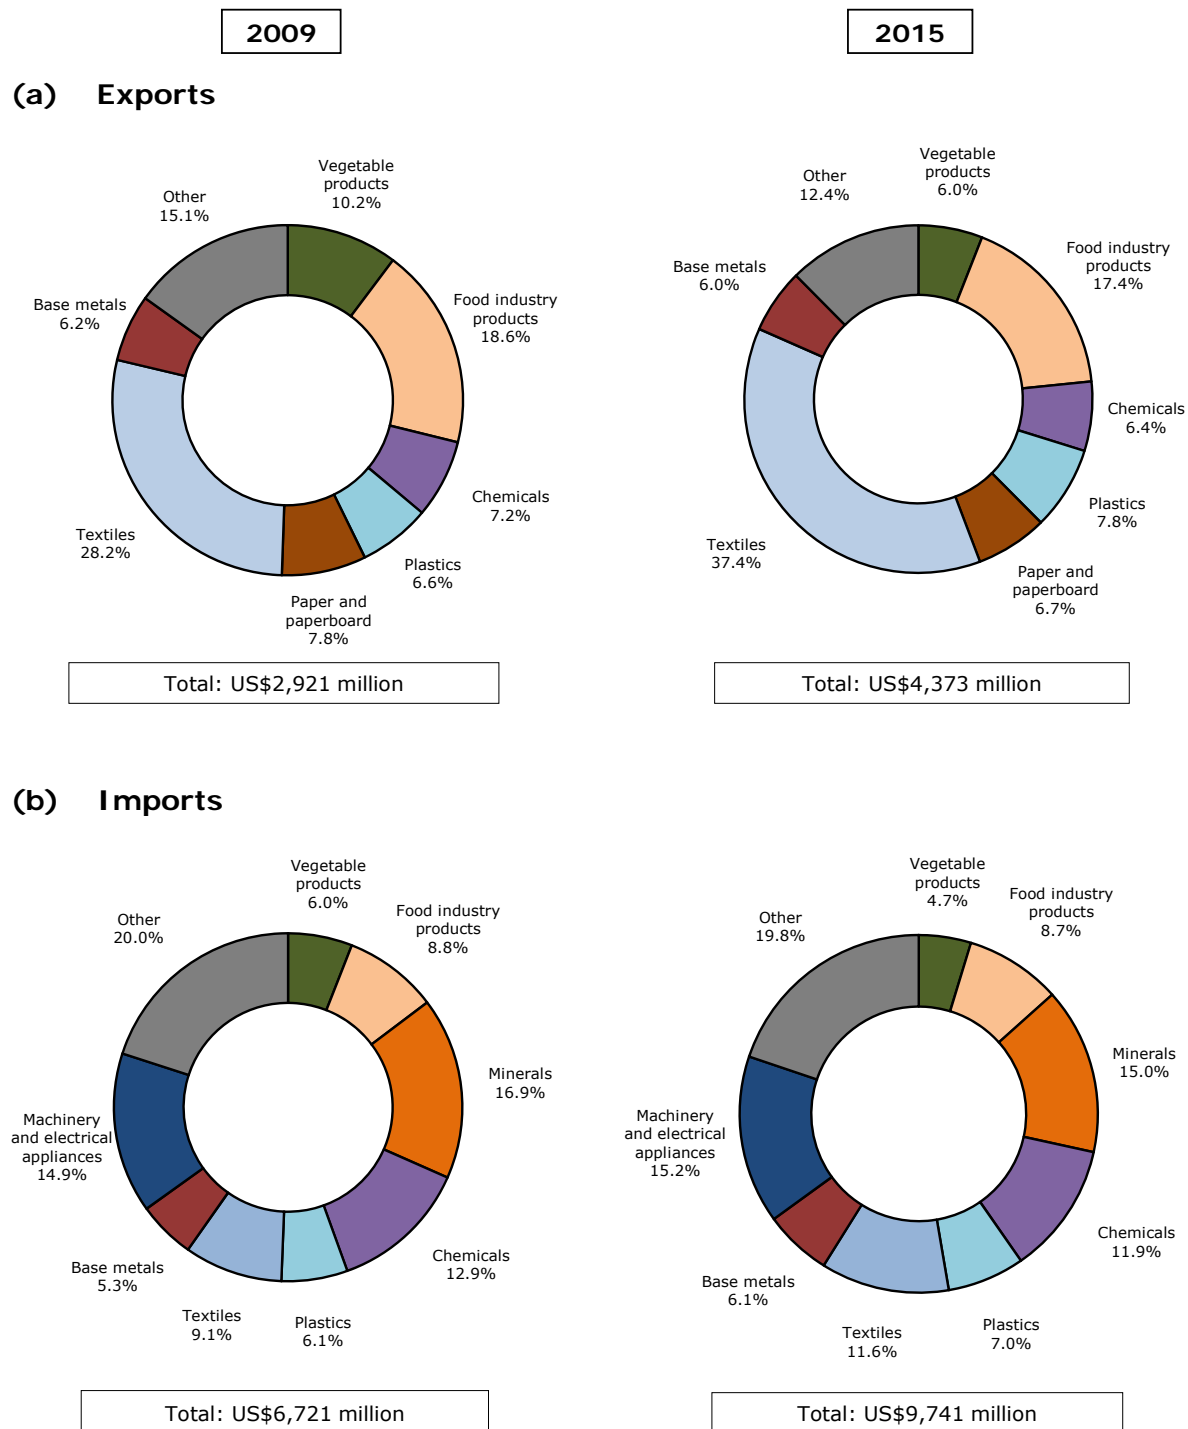 2009
2015
(a) Exports
Vegetable
products
10.2%
Food industry
products
18.6%
Chemicals
7.2%
Plastics
6.6%
Paper and
paperboard
7.8%
Textiles
28.2%
Base metals
6.2%
Other
15.1%
Total: US$2,921 million
Vegetable
products
6.0%
Food industry
products
17.4%
Chemicals
6.4%
Plastics
7.8%
Paper and
paperboard
6.7%
Textiles
37.4%
Base metals
6.0%
Other
12.4%
Total: US$4,373 million
(b) Imports
Vegetable
products
6.0%
Food industry
products
8.8%
Minerals
16.9%
Chemicals
12.9%
Plastics
6.1%
Textiles
9.1%
Base metals
5.3%
Machinery
and electrical
appliances
14.9%
Other
20.0%
Total: US$6,721 million
Vegetable
products
4.7%
Food industry
products
8.7%
Minerals
15.0%
Chemicals
11.9%
Plastics
7.0%
Textiles
11.6%
Base metals
6.1%
Machinery
and electrical
appliances
15.2%
Other
19.8%
Total: US$9,741 million